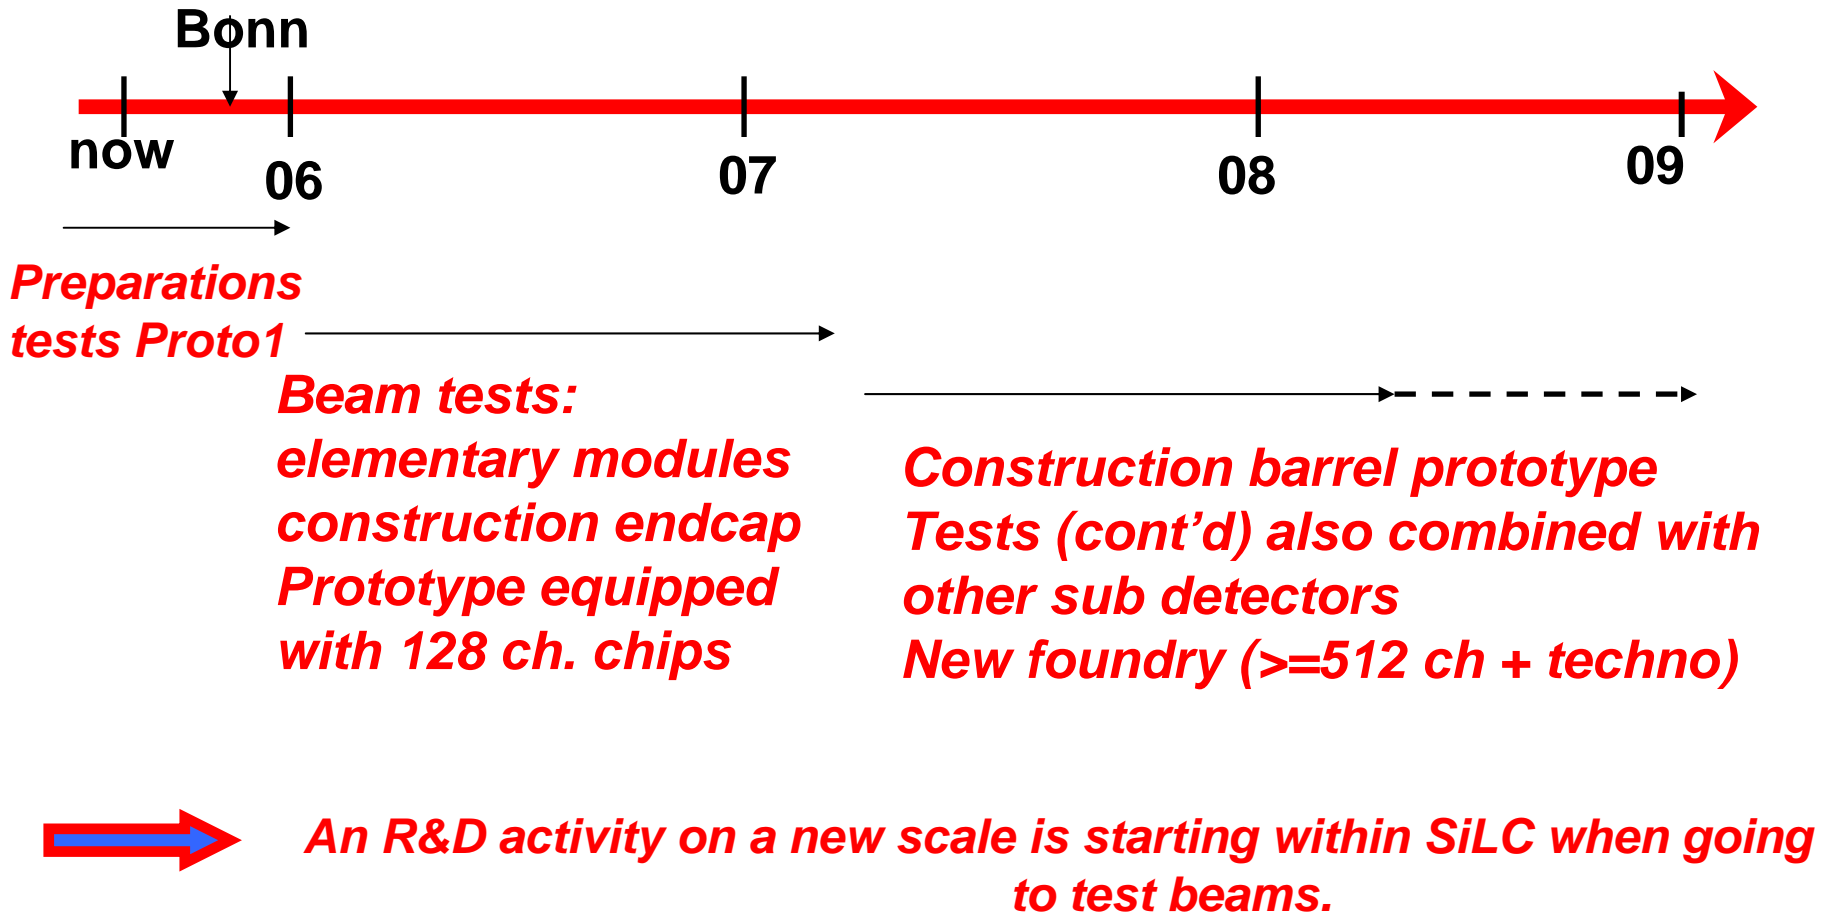 Bonn
now
06
07
08
09
Preparations
tests Proto1
Beam tests:
elementary modules
construction endcap
Prototype equipped
with 128 ch. chips
Construction barrel prototype
Tests (cont’d) also combined with
other sub detectors
New foundry (>=512 ch + techno)
An R&D activity on a new scale is starting within SiLC when going
to test beams.